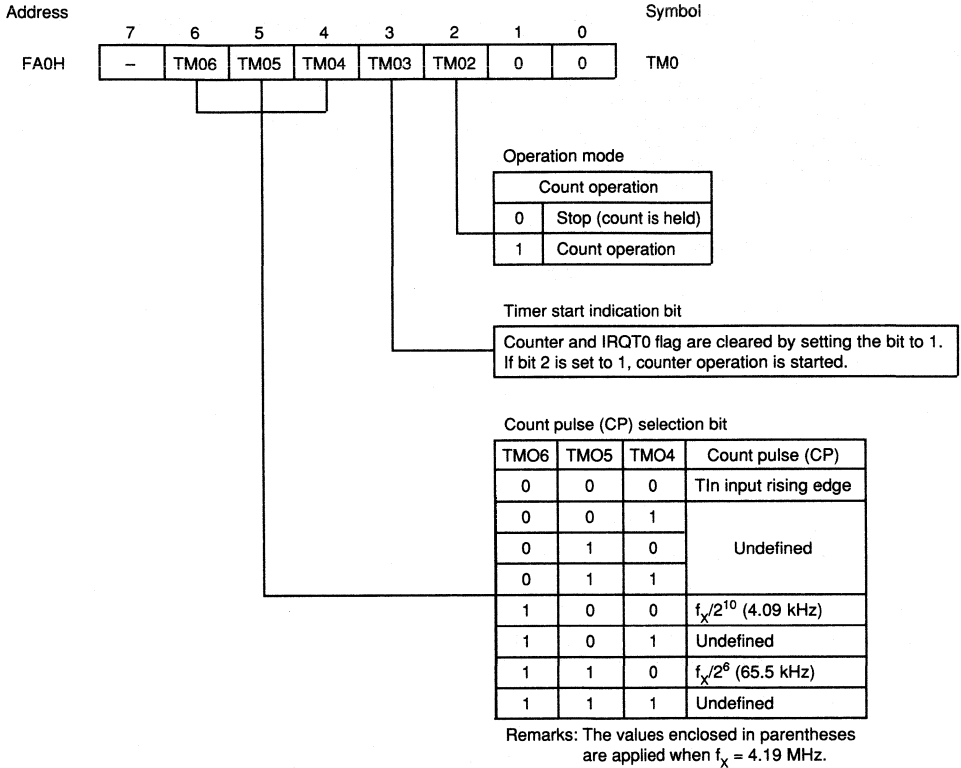 Address Symbol
7 6 5 4 3 2 1 0
FA0H – TM06 TM05 TM04 TM03 TM02 0 0 TM0
Operation mode
Count operation
0 Stop (count is held)
1 Count operation
Timer start indication bit
Counter and IRQT0 flag are cleared by setting the bit to 1.
If bit 2 is set to 1, counter operation is started.
Count pulse (CP) selection bit
TMO6 TMO5 TMO4 Count pulse (CP)
0 0 0 TIn input rising edge
0 0 1
0 1 0 Undefined
0 1 1
1 0 0 fX/2^10 (4.09 kHz)
1 0 1 Undefined
1 1 0 fX/2^6 (65.5 kHz)
1 1 1 Undefined
Remarks: The values enclosed in parentheses
are applied when fX = 4.19 MHz.